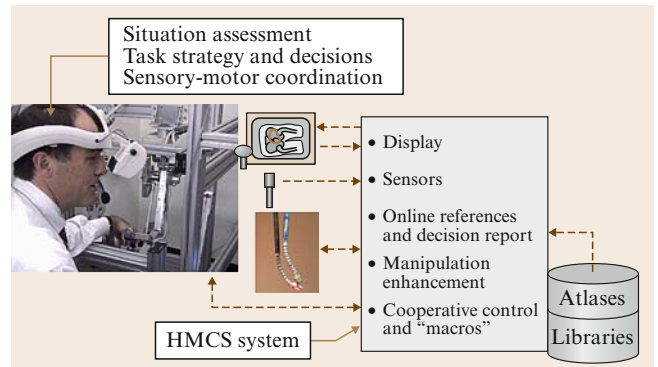 Situation assessment
Task strategy and decisions
Sensory-motor coordination
• Display
• Sensors
• Online references
and decision report
• Manipulation
enhancement
• Cooperative control
and “macros”
Atlases
Libraries
HMCS system